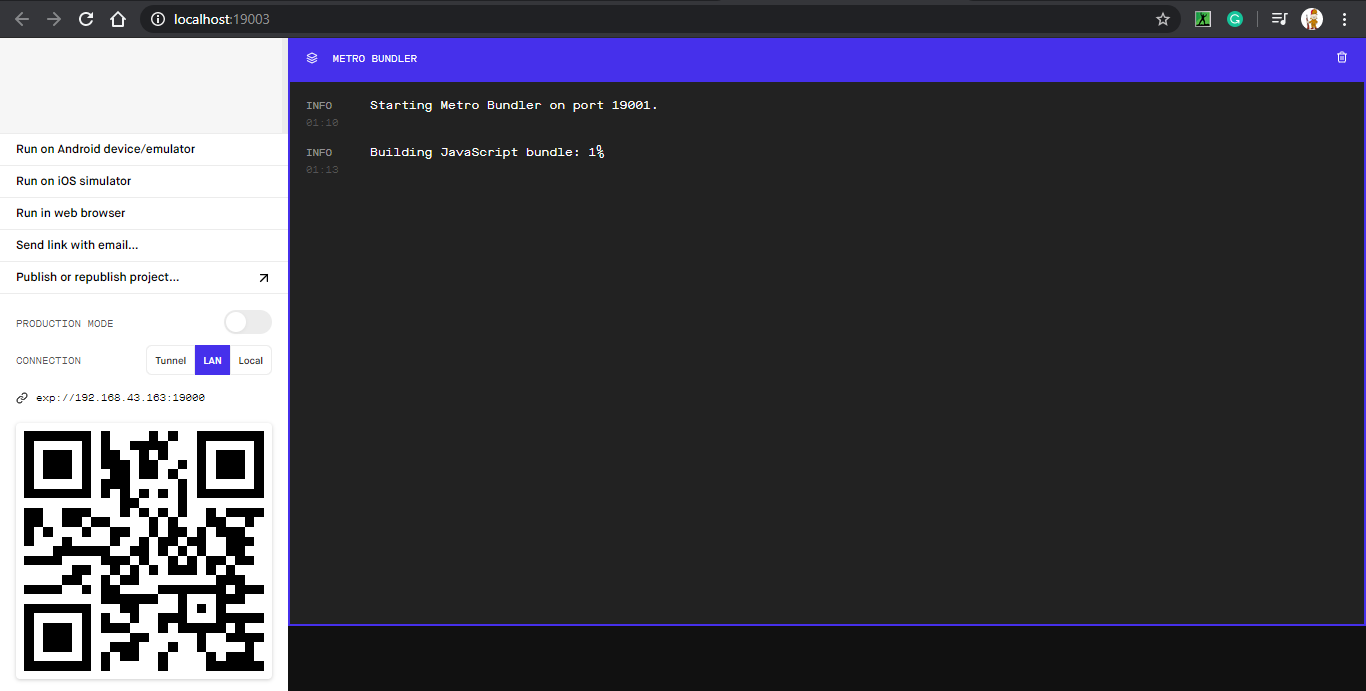 localhost:19003
METRO BUNDLER
INFO Starting Metro Bundler on port 19001.
01:10
INFO Building JavaScript bundle: 1%
01:13
Run on Android device/emulator
Run on iOS simulator
Run in web browser
Send link with email...
Publish or republish project...
PRODUCTION MODE
CONNECTION Tunnel LAN Local
exp://192.168.43.163:19000